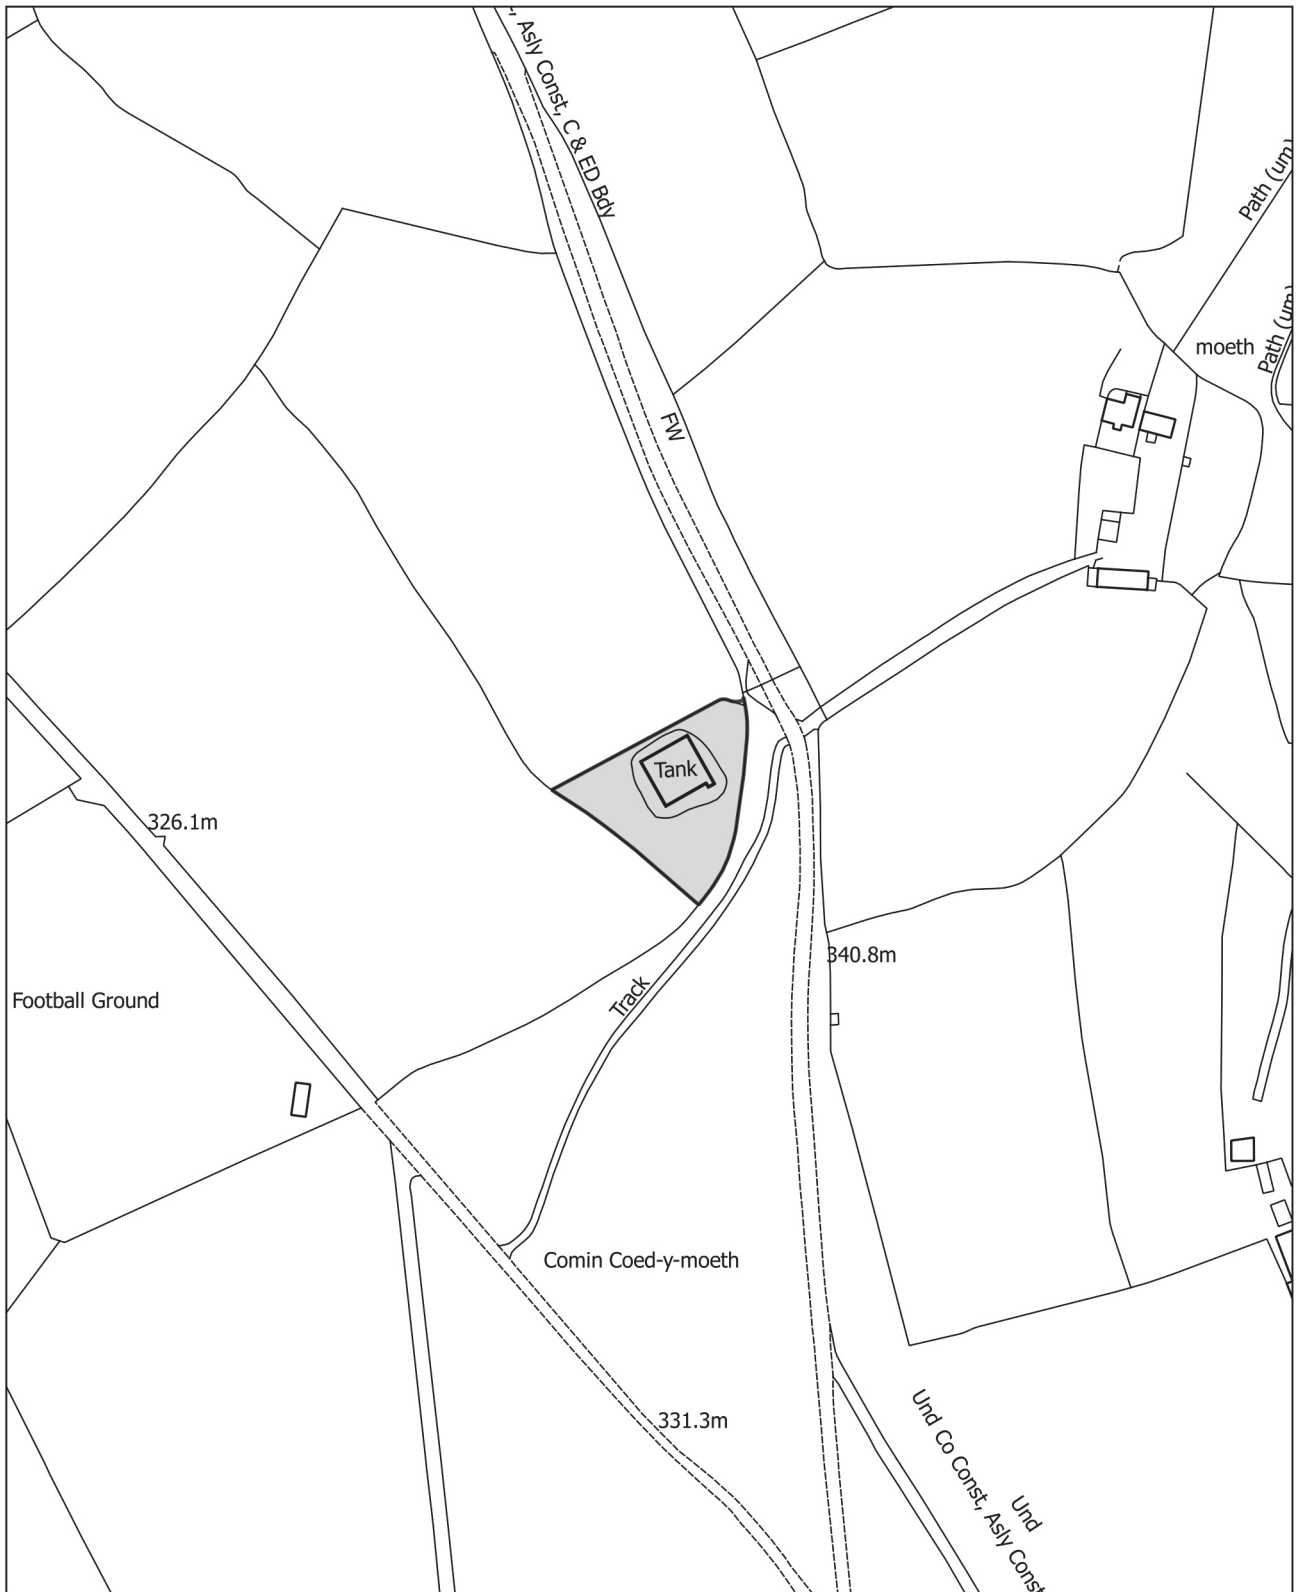 , Asly Const, C & ED Bdy
Path (um)
Path (um)
moeth
FW
Tank
326.1m
340.8m
Football Ground
Track
Comin Coed-y-moeth
331.3m
Und Co Const, Asly Const
Und